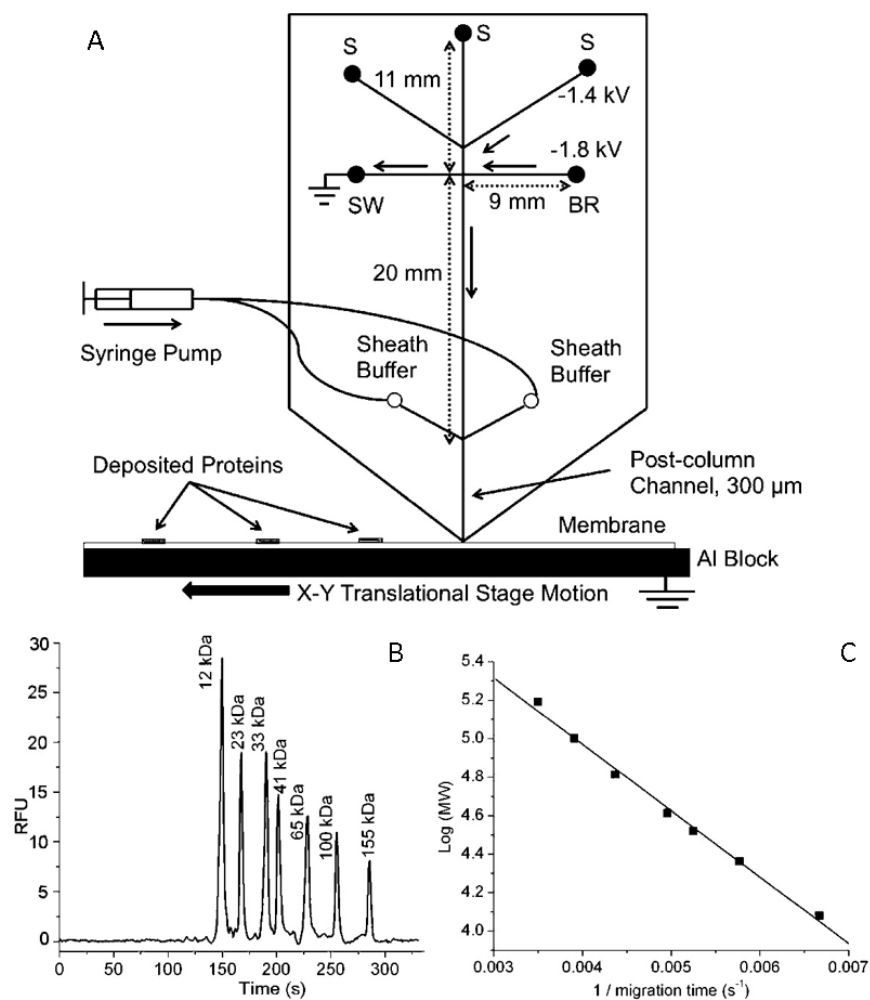 A
S
S
S
11 mm
-1.4 kV
-1.8 kV
SW
9 mm
BR
20 mm
Syringe Pump
Sheath
Buffer
Sheath
Buffer
Deposited Proteins
Post-column
Channel, 300 µm
Membrane
Al Block
X-Y Translational Stage Motion
B
RFU
30
25
20
15
10
5
0
12 kDa
23 kDa
33 kDa
41 kDa
65 kDa
100 kDa
155 kDa
0 50 100 150 200 250 300
Time (s)
C
Log (MW)
5.4
5.2
5.0
4.8
4.6
4.4
4.2
4.0
0.003 0.004 0.005 0.006 0.007
1 / migration time (s⁻¹)